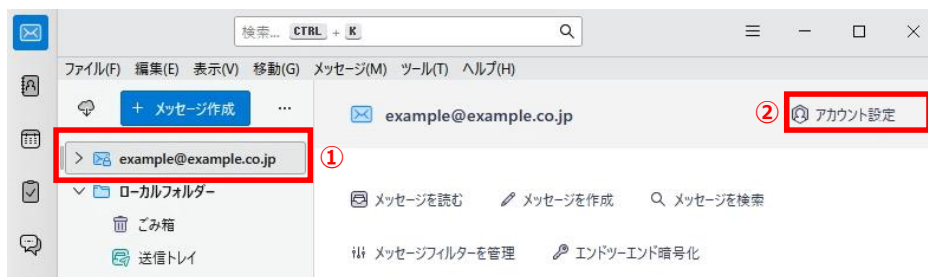 検索... CTRL + K
ファイル(F) 編集(E) 表示(V) 移動(G) メッセージ(M) ツール(T) ヘルプ(H)
+ メッセージ作成 ...
example@example.co.jp
②
アカウント設定
example@example.co.jp
①
ローカルフォルダー
ごみ箱
送信トレイ
メッセージを読む メッセージを作成 メッセージを検索
メッセージフィルターを管理 エンドツーエンド暗号化